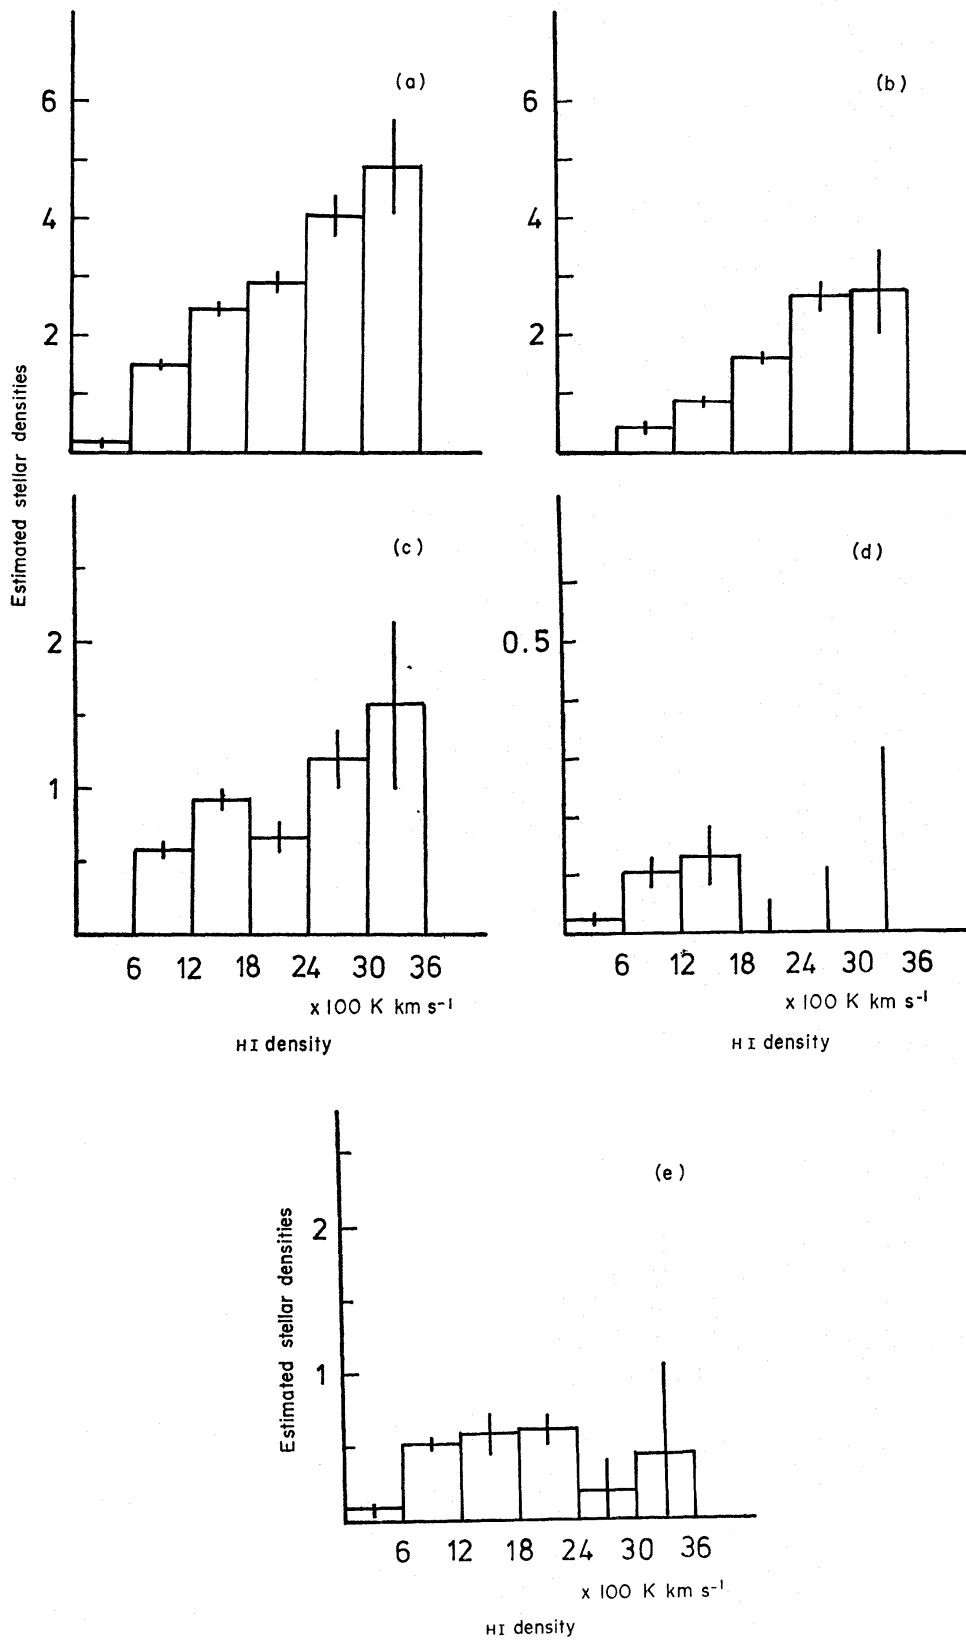 (a)
6
4
2
(b)
6
4
2
Estimated stellar densities
(c)
2
1
6 12 18 24 30 36
x 100 K km s⁻¹
HI density
(d)
0.5
6 12 18 24 30 36
x 100 K km s⁻¹
HI density
(e)
Estimated stellar densities
2
1
6 12 18 24 30 36
x 100 K km s⁻¹
HI density